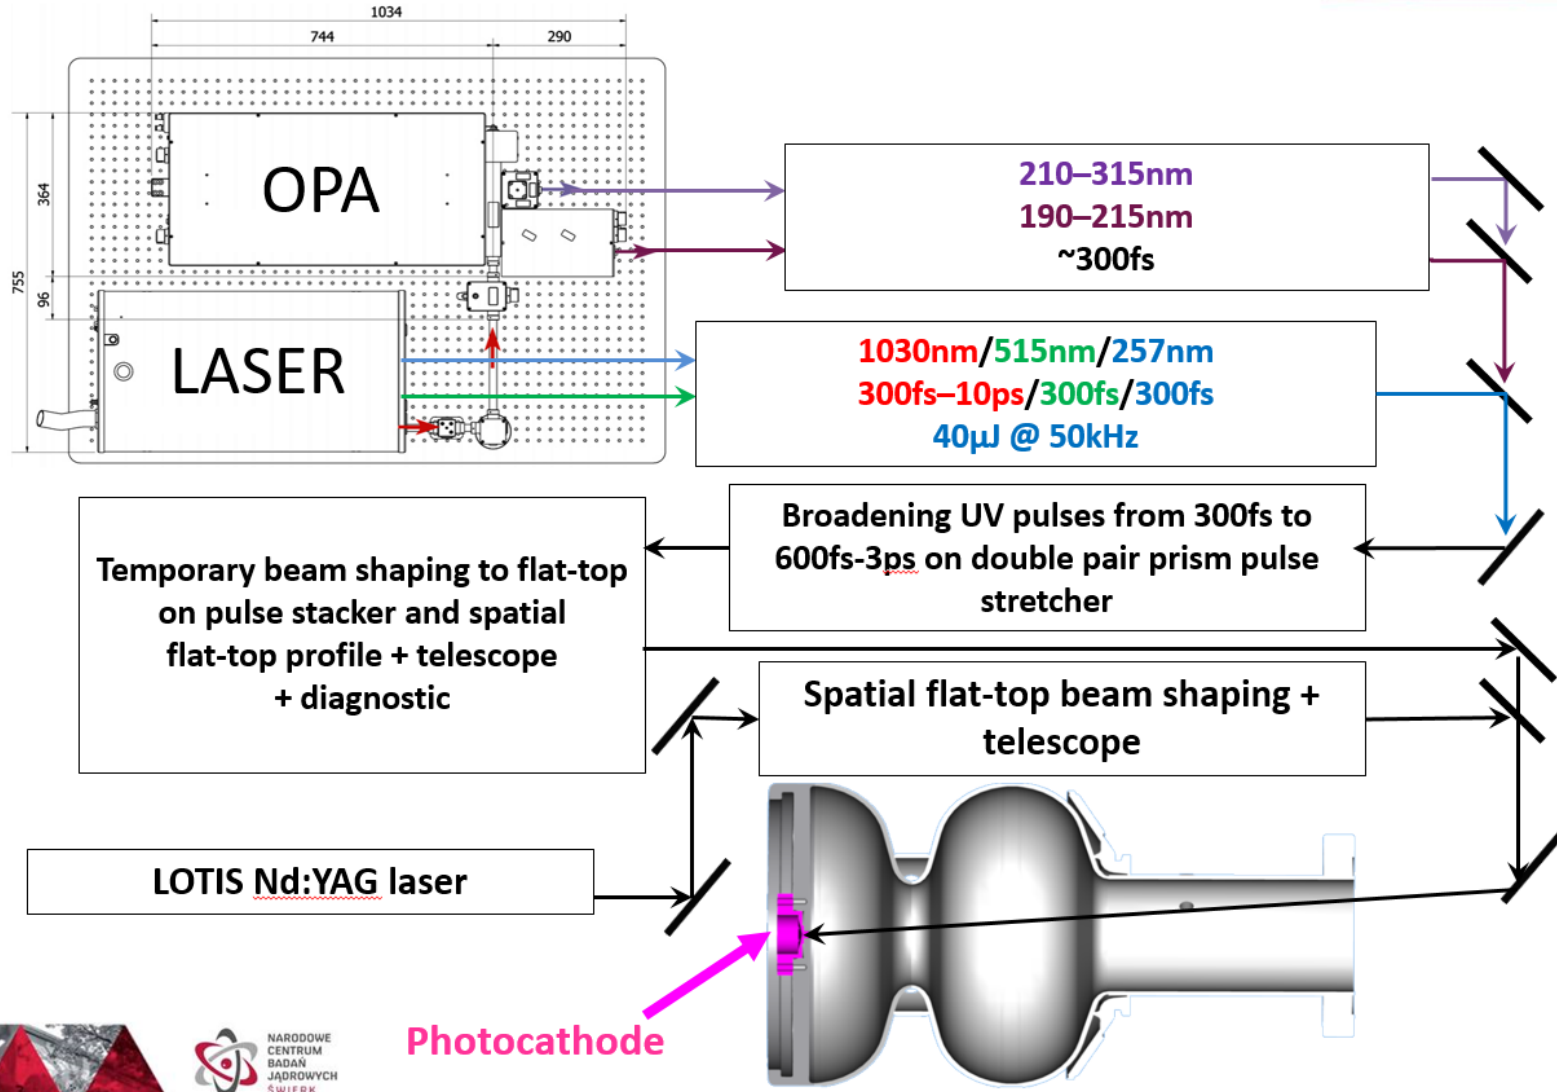 1034
744
290
755
364
96
OPA
LASER
210–315nm
190–215nm
~300fs
1030nm/515nm/257nm
300fs–10ps/300fs/300fs
40µJ @ 50kHz
Broadening UV pulses from 300fs to
600fs-3ps on double pair prism pulse
stretcher
Temporary beam shaping to flat-top
on pulse stacker and spatial
flat-top profile + telescope
+ diagnostic
Spatial flat-top beam shaping +
telescope
LOTIS Nd:YAG laser
Photocathode
NARODOWE
CENTRUM
BADAŃ
JĄDROWYCH
ŚWIERK